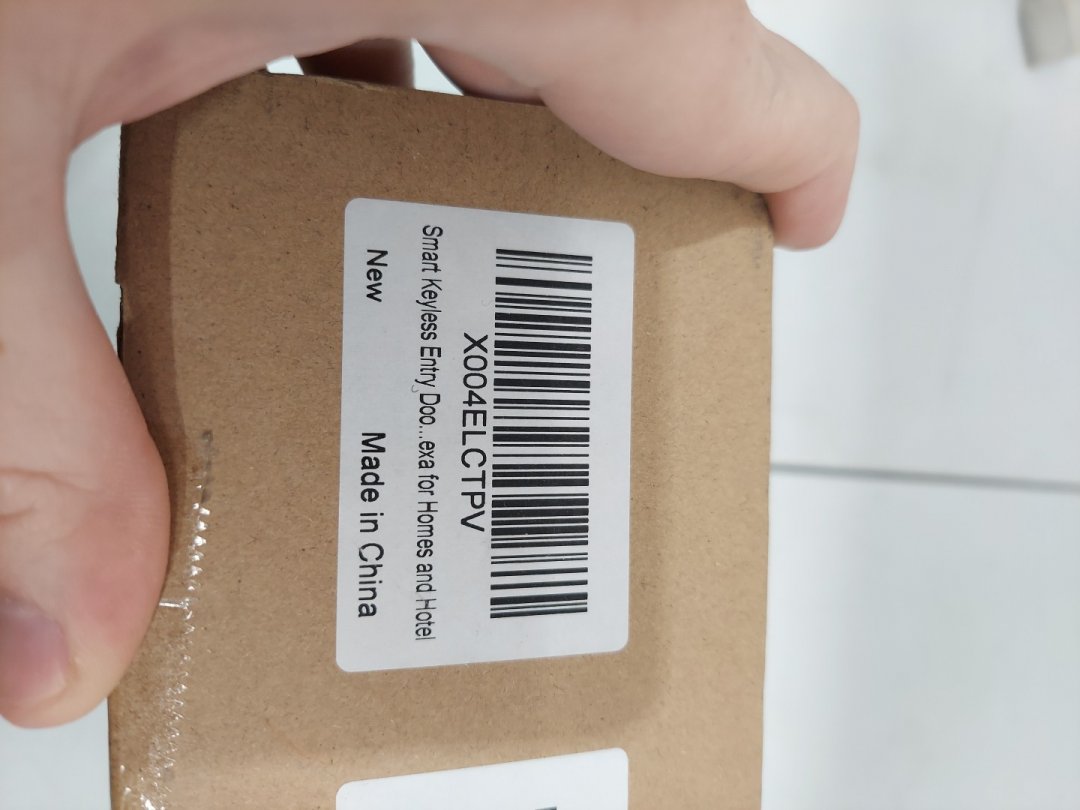 X004ELCTPV
Smart Keyless Entry Doo...exa for Homes and Hotel
New
Made in China